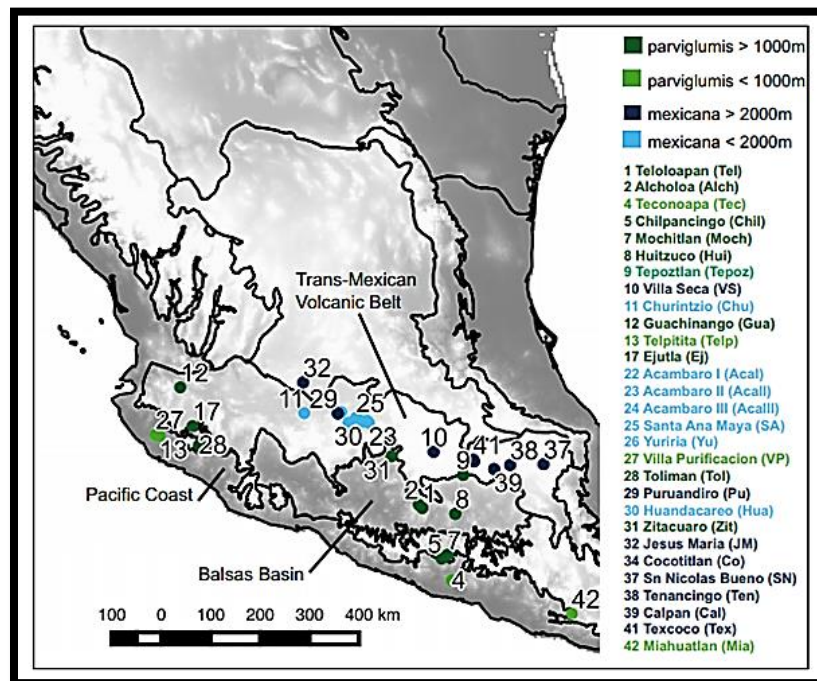 parviglumis > 1000m
parviglumis < 1000m
mexicana > 2000m
mexicana < 2000m
1 Teloloapan (Tel)
2 Alcholoa (Alch)
4 Teconoapa (Tec)
5 Chilpancingo (Chil)
7 Mochitlan (Moch)
8 Huitzuco (Hui)
9 Tepoztlan (Tepoz)
10 Villa Seca (VS)
11 Churintzio (Chu)
12 Guachinango (Gua)
13 Telpitita (Telp)
17 Ejutla (Ej)
22 Acambaro I (Acal)
23 Acambaro II (Acall)
24 Acambaro III (Acalll)
25 Santa Ana Maya (SA)
26 Yuriria (Yu)
27 Villa Purificacion (VP)
28 Toliman (Tol)
29 Puruandiro (Pu)
30 Huandacareo (Hua)
31 Zitacuaro (Zit)
32 Jesus Maria (JM)
34 Cocotitlan (Co)
37 Sn Nicolas Bueno (SN)
38 Tenancingo (Ten)
39 Calpan (Cal)
41 Texcoco (Tex)
42 Miahuatlan (Mia)
Trans-Mexican
Volcanic Belt
32
12
11 29 25
27 17
30 23
10 41 38 37
13 28
31 9 39
Pacific Coast
2 1 8
5 7
Balsas Basin
4
42
100 0 100 200 300 400 km